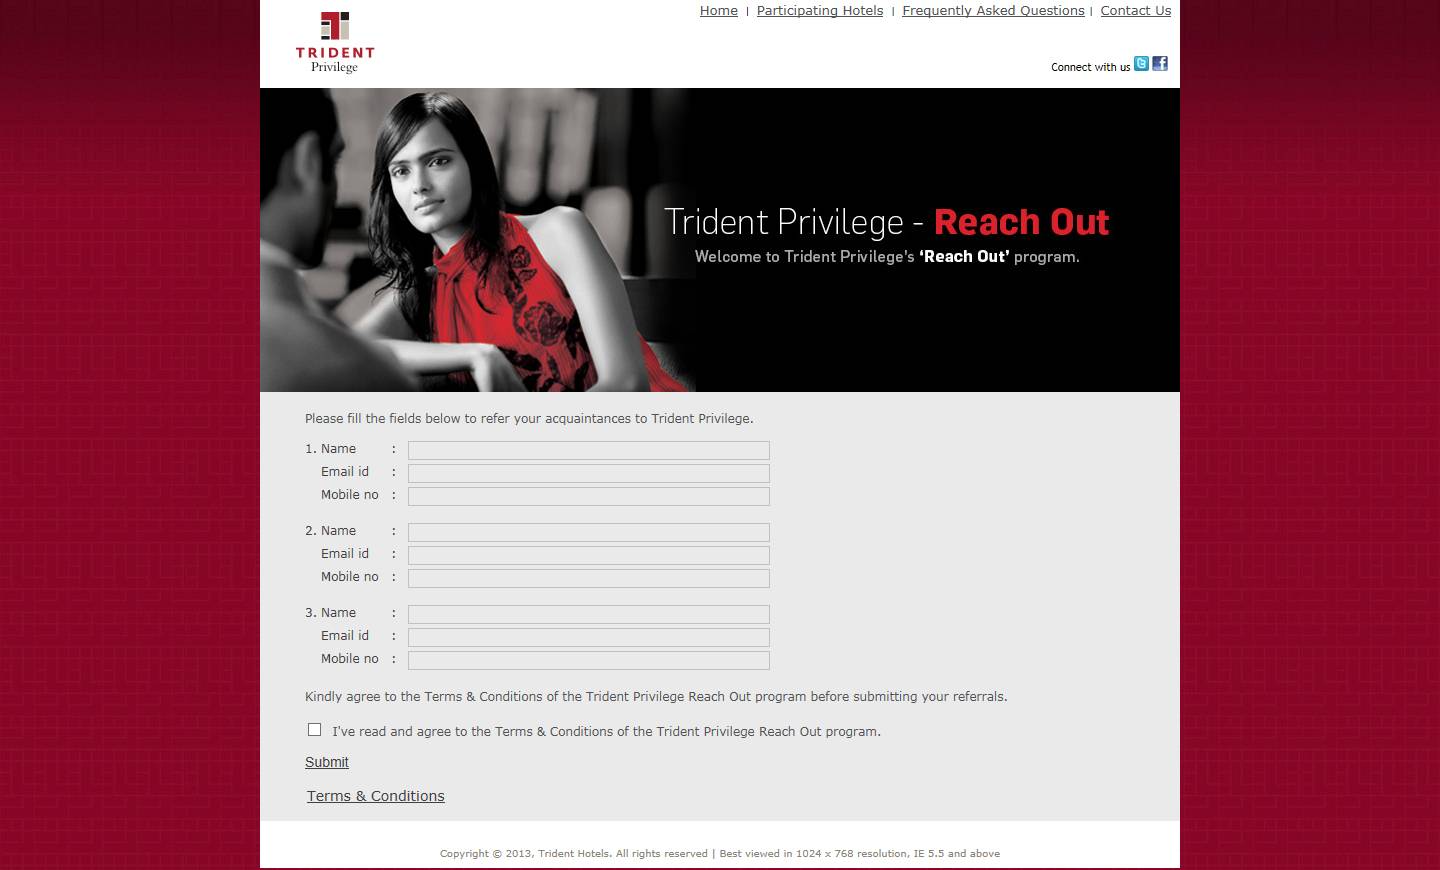 Home | Participating Hotels | Frequently Asked Questions | Contact Us
TRIDENT
Privilege
Connect with us
Trident Privilege - Reach Out
Welcome to Trident Privilege's ‘Reach Out’ program.
Please fill the fields below to refer your acquaintances to Trident Privilege.
1. Name :
Email id :
Mobile no :
2. Name :
Email id :
Mobile no :
3. Name :
Email id :
Mobile no :
Kindly agree to the Terms & Conditions of the Trident Privilege Reach Out program before submitting your referrals.
I've read and agree to the Terms & Conditions of the Trident Privilege Reach Out program.
Submit
Terms & Conditions
Copyright © 2013, Trident Hotels. All rights reserved | Best viewed in 1024 x 768 resolution, IE 5.5 and above